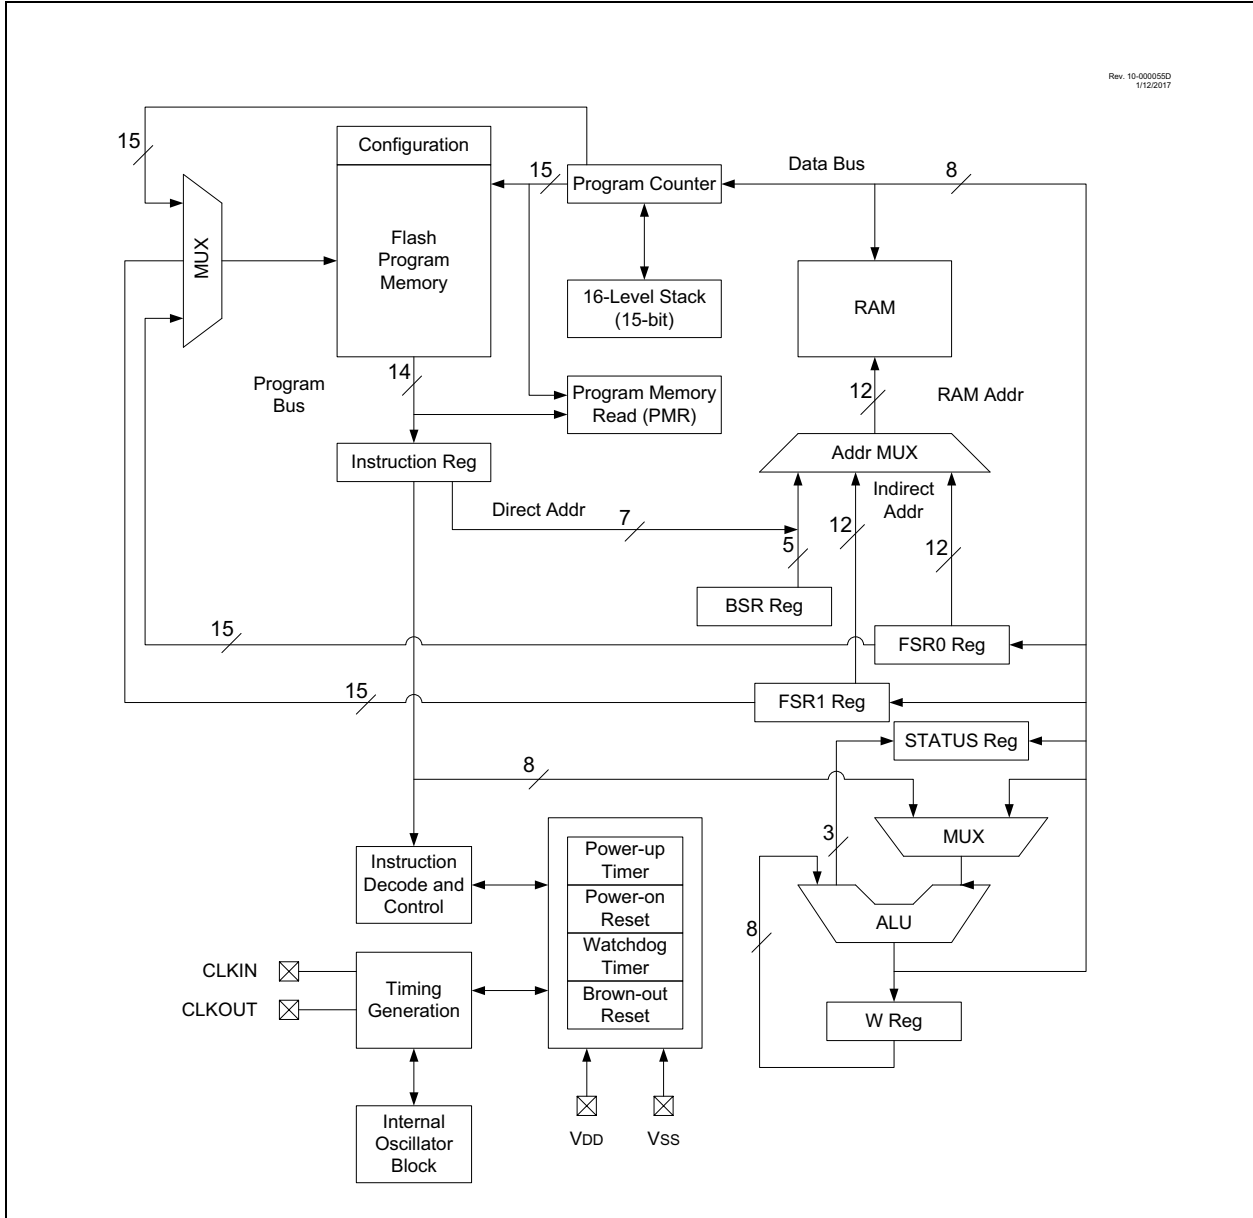 Rev. 10-000055D
1/12/2017
15
Configuration
15
Program Counter
Data Bus
8
MUX
Flash
Program
Memory
16-Level Stack
(15-bit)
RAM
14
Program
Bus
Program Memory
Read (PMR)
12
RAM Addr
Instruction Reg
Addr MUX
Indirect
Addr
Direct Addr
7
12
5
12
BSR Reg
15
FSR0 Reg
15
FSR1 Reg
STATUS Reg
8
3
MUX
Instruction
Decode and
Control
Power-up
Timer
Power-on
Reset
Watchdog
Timer
Brown-out
Reset
8
ALU
CLKIN
CLKOUT
Timing
Generation
W Reg
Internal
Oscillator
Block
VDD
VSS